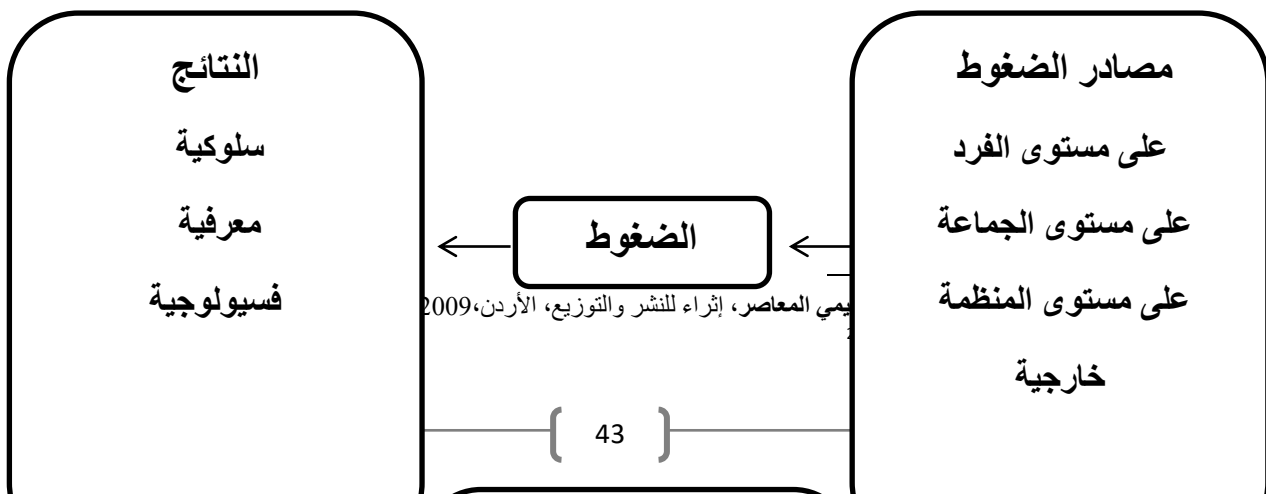 مصادر الضغوط
على مستوى الفرد
على مستوى الجماعة
على مستوى المنظمة
خارجية
الضغوط
النتائج
سلوكية
معرفية
فسيولوجية
المعاصر، إثراء للنشر والتوزيع، الأردن،2009
43